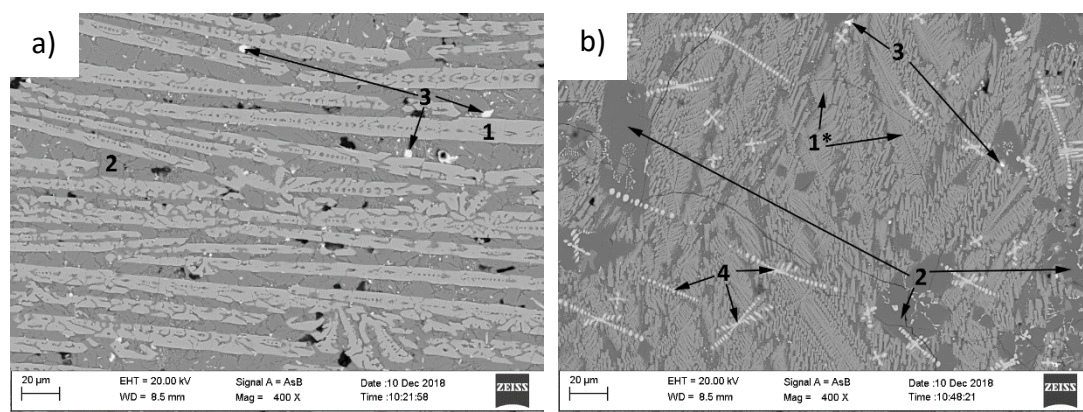 a)
3
1
2
20 µm
EHT = 20.00 kV
WD = 8.5 mm
Signal A = AsB
Mag = 400 X
Date :10 Dec 2018
Time :10:21:58
ZEISS
b)
3
1*
4
2
20 µm
EHT = 20.00 kV
WD = 8.5 mm
Signal A = AsB
Mag = 400 X
Date :10 Dec 2018
Time :10:48:21
ZEISS